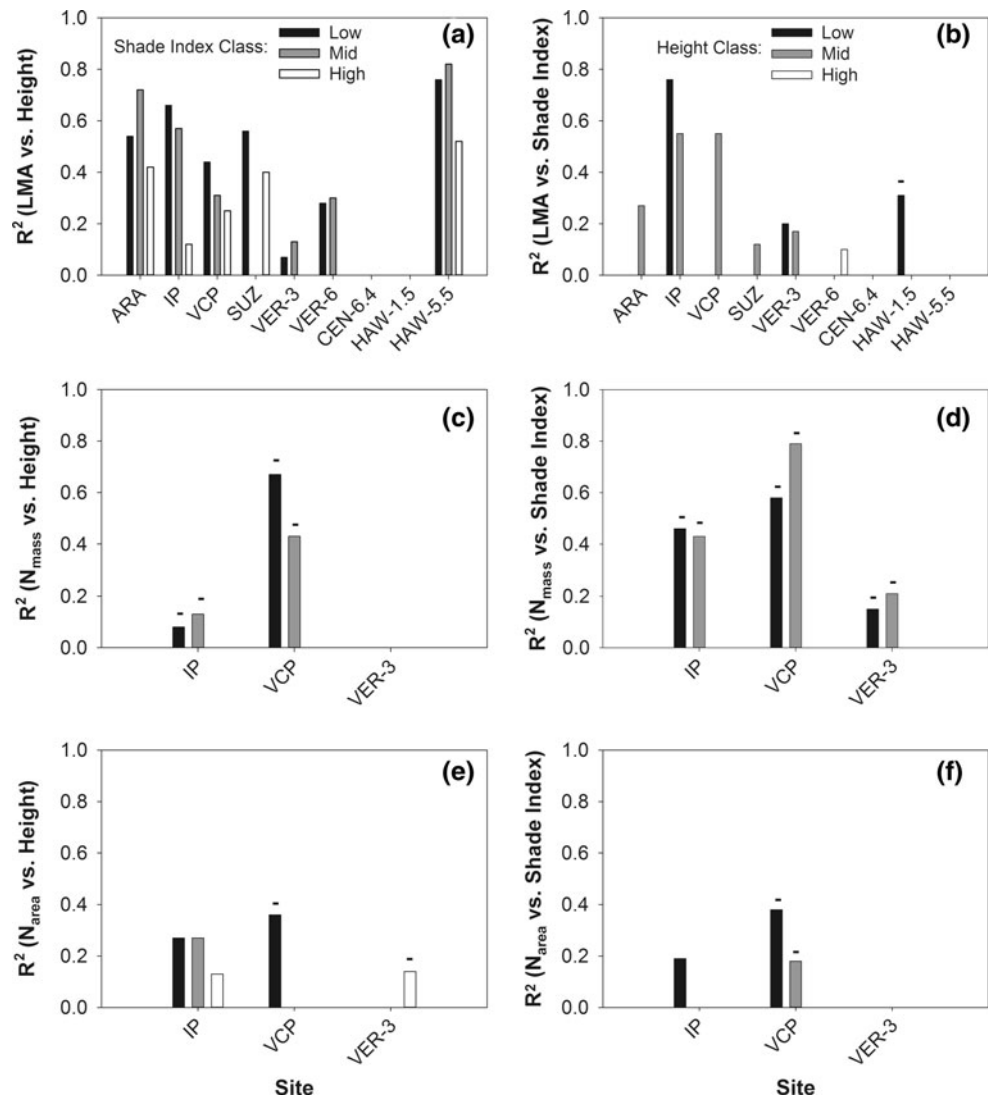 (a)
R² (LMA vs. Height)
1.0
0.8
0.6
0.4
0.2
0.0
Shade Index Class:
Low
Mid
High
ARA
IP
VCP
SUZ
VER-3
VER-6
CEN-6.4
HAW-1.5
HAW-5.5
(b)
R² (LMA vs. Shade Index)
1.0
0.8
0.6
0.4
0.2
0.0
Height Class:
Low
Mid
High
-
ARA
IP
VCP
SUZ
VER-3
VER-6
CEN-6.4
HAW-1.5
HAW-5.5
(c)
R² (Nmass vs. Height)
1.0
0.8
0.6
0.4
0.2
0.0
- - - -
IP
VCP
VER-3
(d)
R² (Nmass vs. Shade Index)
1.0
0.8
0.6
0.4
0.2
0.0
- - - - - -
IP
VCP
VER-3
(e)
R² (Narea vs. Height)
1.0
0.8
0.6
0.4
0.2
0.0
- -
IP
VCP
VER-3
Site
(f)
R² (Narea vs. Shade Index)
1.0
0.8
0.6
0.4
0.2
0.0
- -
IP
VCP
VER-3
Site